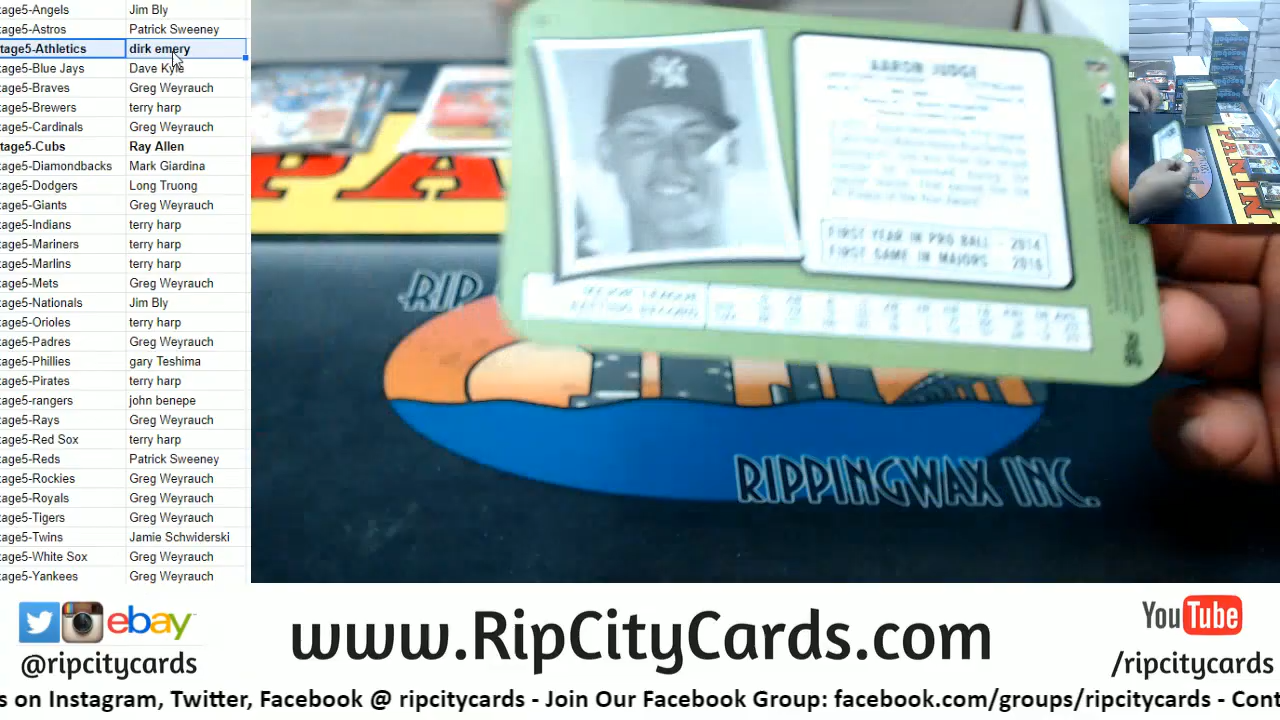 tage5-Angels Jim Bly
tage5-Astros Patrick Sweeney
tage5-Athletics dirk emery
tage5-Blue Jays Dave Kyle
tage5-Braves Greg Weyrauch
tage5-Brewers terry harp
tage5-Cardinals Greg Weyrauch
tage5-Cubs Ray Allen
tage5-Diamondbacks Mark Giardina
tage5-Dodgers Long Truong
tage5-Giants Greg Weyrauch
tage5-Indians terry harp
tage5-Mariners terry harp
tage5-Marlins terry harp
tage5-Mets Greg Weyrauch
tage5-Nationals Jim Bly
tage5-Orioles terry harp
tage5-Padres Greg Weyrauch
tage5-Phillies gary Teshima
tage5-Pirates terry harp
tage5-rangers john benepe
tage5-Rays Greg Weyrauch
tage5-Red Sox terry harp
tage5-Reds Patrick Sweeney
tage5-Rockies Greg Weyrauch
tage5-Royals Greg Weyrauch
tage5-Tigers Greg Weyrauch
tage5-Twins Jamie Schwiderski
tage5-White Sox Greg Weyrauch
tage5-Yankees Greg Weyrauch
AARON JUDGE
FIRST YEAR IN PRO BALL - 2014
FIRST GAME IN MAJORS - 2016
Topps
PA
PANIN
RIP
RIPPINGWAX INC.
ebay
@ripcitycards
www.RipCityCards.com
YouTube
/ripcitycards
s on Instagram, Twitter, Facebook @ ripcitycards - Join Our Facebook Group: facebook.com/groups/ripcitycards - Cont